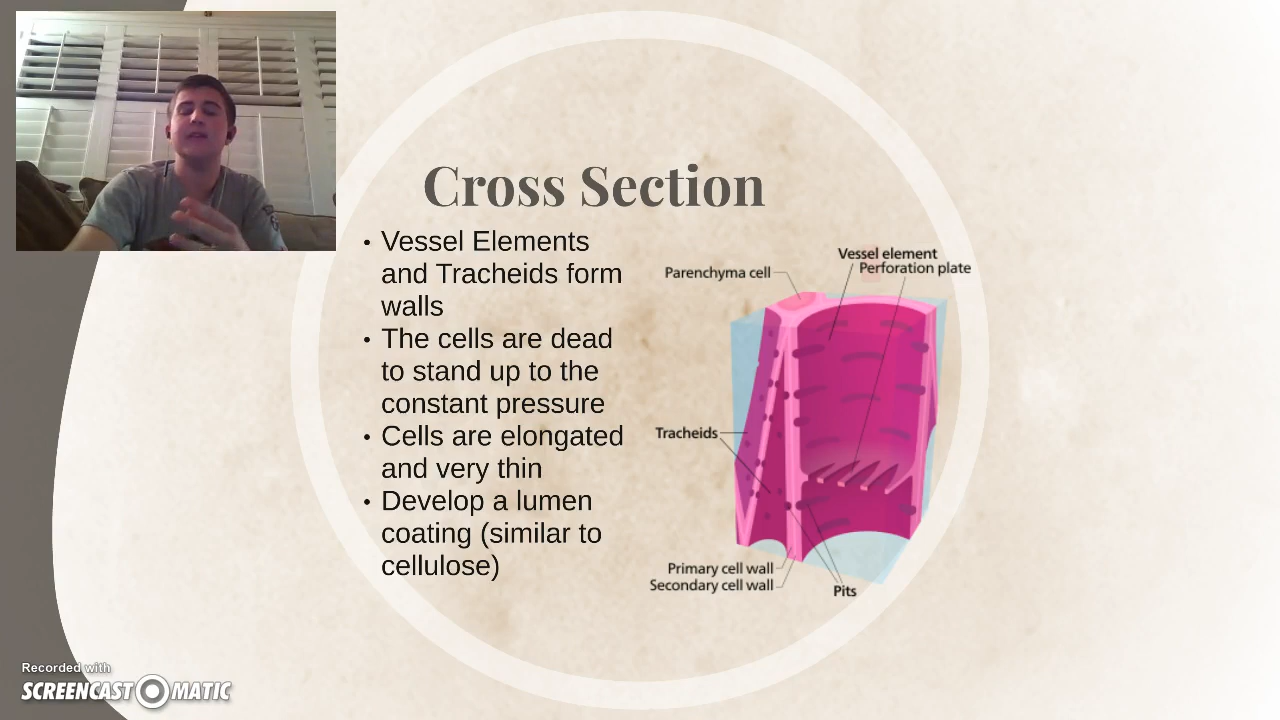 Cross Section
• Vessel Elements
and Tracheids form
walls
• The cells are dead
to stand up to the
constant pressure
• Cells are elongated
and very thin
• Develop a lumen
coating (similar to
cellulose)
Vessel element
Parenchyma cell
Perforation plate
Tracheids
Primary cell wall
Secondary cell wall
Pits
Recorded with
SCREENCAST O MATIC